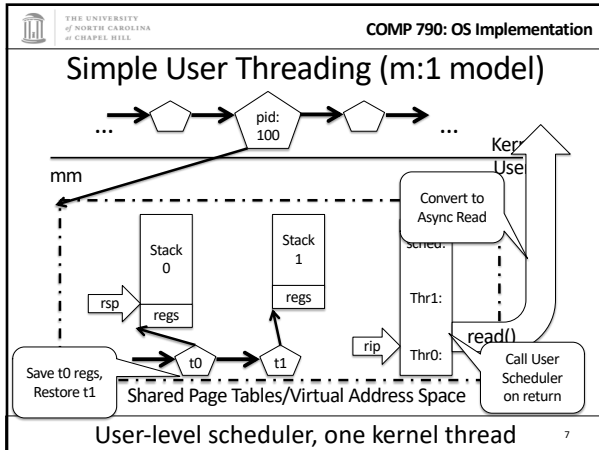 THE UNIVERSITY
of NORTH CAROLINA
at CHAPEL HILL
COMP 790: OS Implementation
Simple User Threading (m:1 model)
...
pid:
100
...
mm
Convert to
Async Read
Stack
0
regs
rsp
Stack
1
regs
sched:
Thr1:
Thr0:
rip
read()
t0
t1
Save t0 regs,
Restore t1
Call User
Scheduler
on return
Shared Page Tables/Virtual Address Space
User-level scheduler, one kernel thread
7